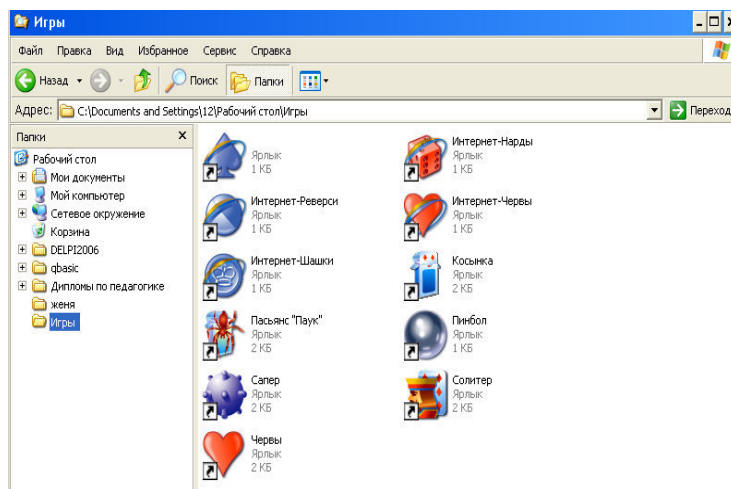 Игры
Файл Правка Вид Избранное Сервис Справка
Назад Поиск Папки
Адрес: C:\Documents and Settings\12\Рабочий стол\Игры Переход
Папки X
Рабочий стол
Мои документы
Мой компьютер
Сетевое окружение
Корзина
DELPI2006
qbasic
Дипломы по педагогике
женя
Игры
Ярлык
1 КБ
Интернет-Нарды
Ярлык
1 КБ
Интернет-Реверси
Ярлык
1 КБ
Интернет-Червы
Ярлык
1 КБ
Интернет-Шашки
Ярлык
1 КБ
Косынка
Ярлык
2 КБ
Пасьянс "Паук"
Ярлык
2 КБ
Пинбол
Ярлык
1 КБ
Сапер
Ярлык
2 КБ
Солитер
Ярлык
2 КБ
Червы
Ярлык
2 КБ